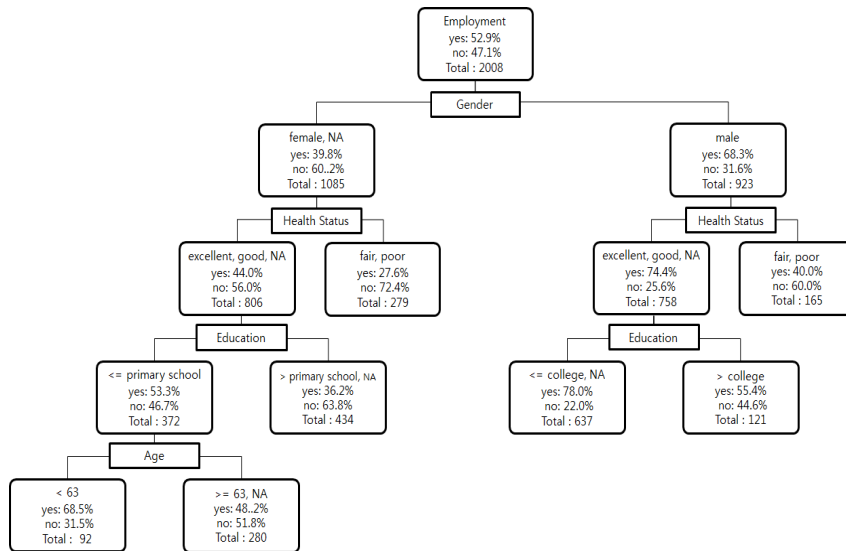 Employment
yes: 52.9%
no: 47.1%
Total : 2008
Gender
female, NA
yes: 39.8%
no: 60..2%
Total : 1085
male
yes: 68.3%
no: 31.6%
Total : 923
Health Status
Health Status
excellent, good, NA
yes: 44.0%
no: 56.0%
Total : 806
fair, poor
yes: 27.6%
no: 72.4%
Total : 279
excellent, good, NA
yes: 74.4%
no: 25.6%
Total : 758
fair, poor
yes: 40.0%
no: 60.0%
Total : 165
Education
Education
<= primary school
yes: 53.3%
no: 46.7%
Total : 372
> primary school, NA
yes: 36.2%
no: 63.8%
Total : 434
<= college, NA
yes: 78.0%
no: 22.0%
Total : 637
> college
yes: 55.4%
no: 44.6%
Total : 121
Age
< 63
yes: 68.5%
no: 31.5%
Total : 92
>= 63, NA
yes: 48..2%
no: 51.8%
Total : 280